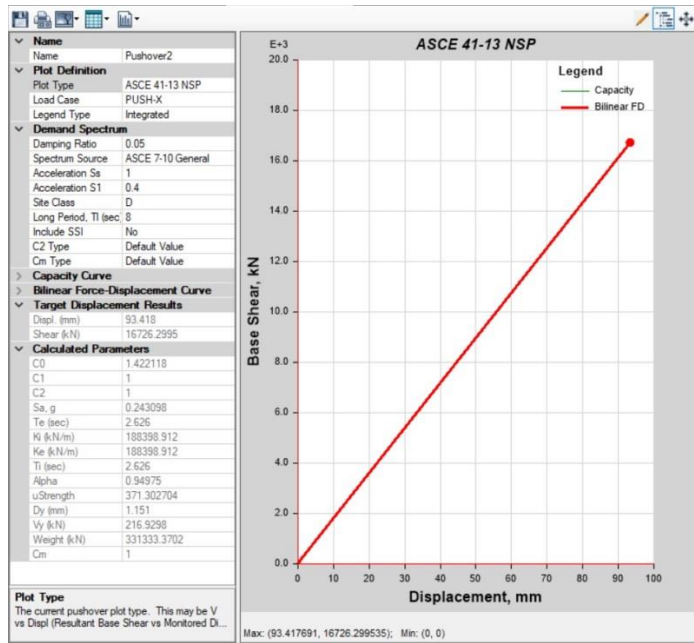 Name
Name Pushover2
Plot Definition
Plot Type ASCE 41-13 NSP
Load Case PUSH-X
Legend Type Integrated
Demand Spectrum
Damping Ratio 0.05
Spectrum Source ASCE 7-10 General
Acceleration Ss 1
Acceleration S1 0.4
Site Class D
Long Period, Tl (sec 8
Include SSI No
C2 Type Default Value
Cm Type Default Value
Capacity Curve
Bilinear Force-Displacement Curve
Target Displacement Results
Displ. (mm) 93.418
Shear (kN) 16726.2995
Calculated Parameters
C0 1.422118
C1 1
C2 1
Sa, g 0.243098
Te (sec) 2.626
Ki (kN/m) 188398.912
Ke (kN/m) 188398.912
Ti (sec) 2.626
Alpha 0.94975
uStrength 371.302704
Dy (mm) 1.151
Vy (kN) 216.9298
Weight (kN) 331333.3702
Cm 1
Plot Type
The current pushover plot type. This may be V
vs Displ (Resultant Base Shear vs Monitored Di...
ASCE 41-13 NSP
E+3
Legend
Capacity
Bilinear FD
20.0
18.0
16.0
14.0
12.0
10.0
8.0
6.0
4.0
2.0
0.0
Base Shear, kN
0 10 20 30 40 50 60 70 80 90 100
Displacement, mm
Max: (93.417691, 16726.299535); Min: (0, 0)